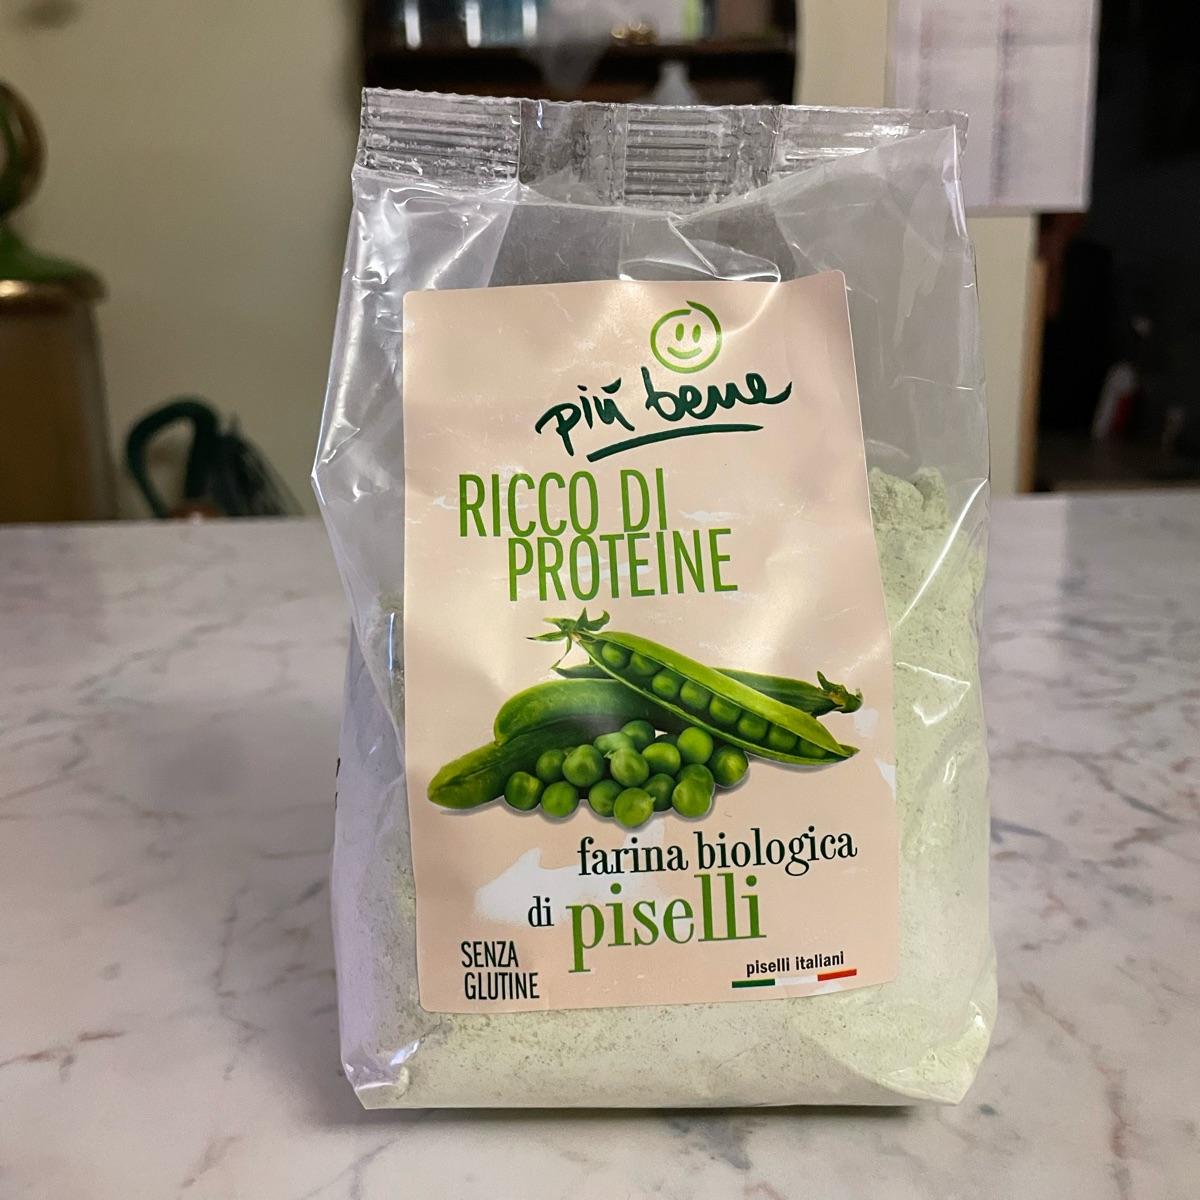 più bene
RICCO DI
PROTEINE
farina biologica
di piselli
SENZA
GLUTINE
piselli italiani